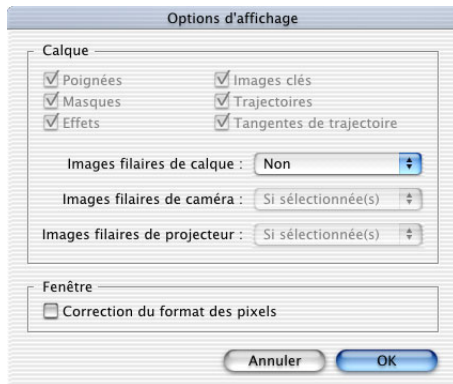 Options d'affichage
Calque
Poignées Images clés
Masques Trajectoires
Effets Tangentes de trajectoire
Images filaires de calque : Non
Images filaires de caméra : Si sélectionnée(s)
Images filaires de projecteur : Si sélectionnée(s)
Fenêtre
Correction du format des pixels
Annuler OK